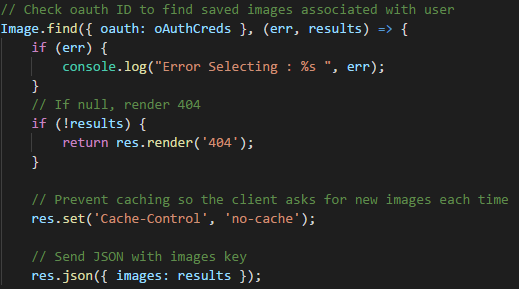 // Check oauth ID to find saved images associated with user
Image.find({ oauth: oAuthCreds }, (err, results) => {
    if (err) {
        console.log("Error Selecting : %s ", err);
    }
    // If null, render 404
    if (!results) {
        return res.render('404');
    }

    // Prevent caching so the client asks for new images each time
    res.set('Cache-Control', 'no-cache');

    // Send JSON with images key
    res.json({ images: results });